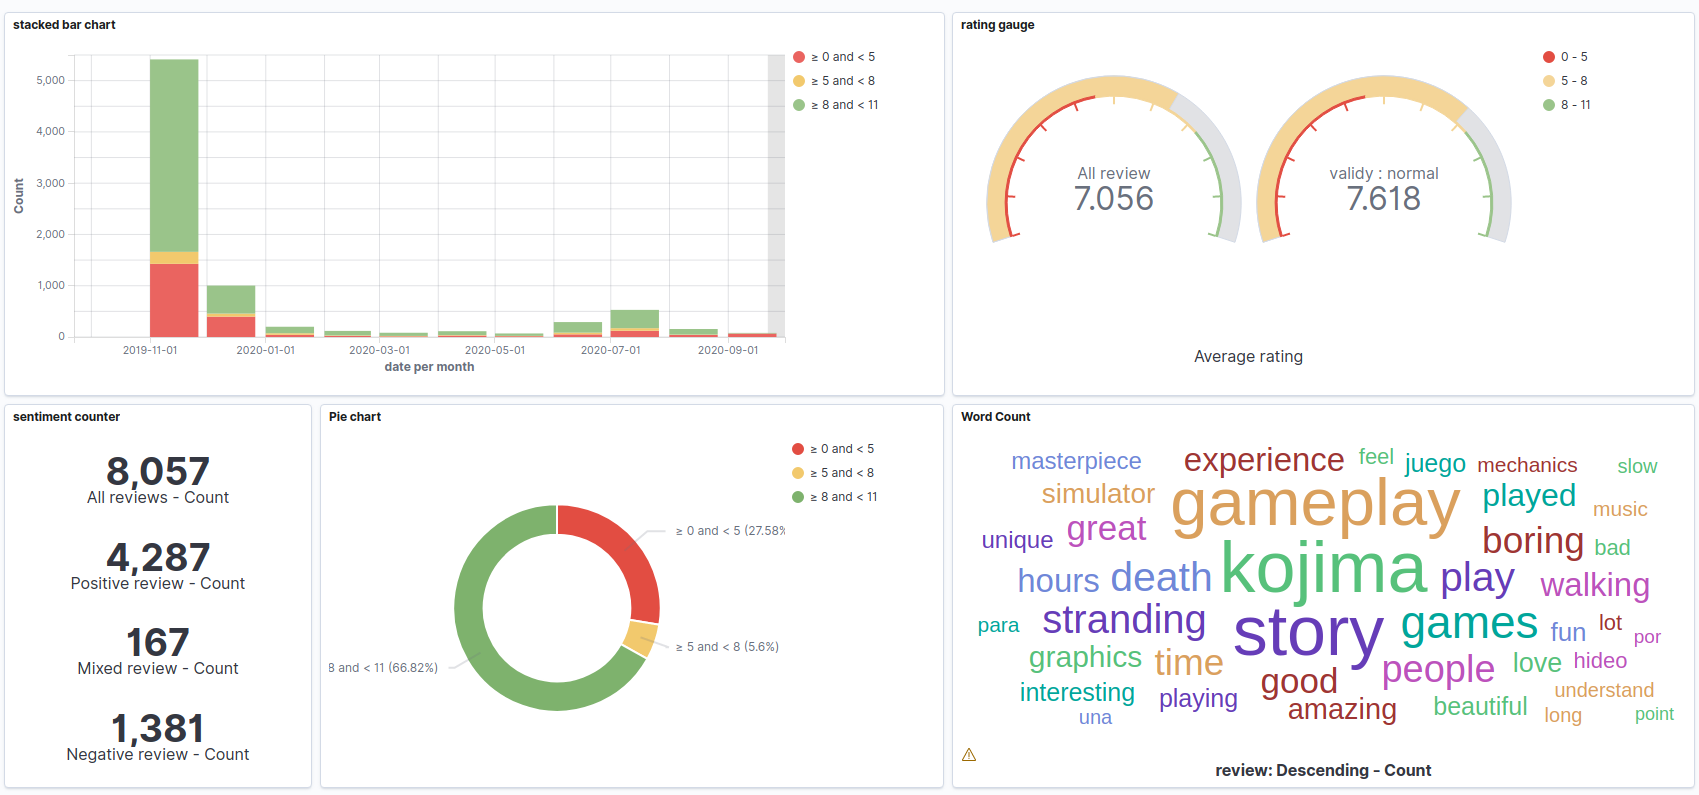 stacked bar chart
≥ 0 and < 5
≥ 5 and < 8
≥ 8 and < 11
Count
5,000
4,000
3,000
2,000
1,000
0
2019-11-01
2020-01-01
2020-03-01
2020-05-01
2020-07-01
2020-09-01
date per month
rating gauge
0 - 5
5 - 8
8 - 11
All review
7.056
validy : normal
7.618
Average rating
sentiment counter
8,057
All reviews - Count
4,287
Positive review - Count
167
Mixed review - Count
1,381
Negative review - Count
Pie chart
≥ 0 and < 5
≥ 5 and < 8
≥ 8 and < 11
≥ 0 and < 5 (27.58%
≥ 5 and < 8 (5.6%)
8 and < 11 (66.82%)
Word Count
masterpiece experience feel juego mechanics slow
simulator gameplay played music
unique great boring bad
hours death kojima play walking
para stranding story games fun lot por
graphics time people love hideo
interesting playing good understand
una amazing beautiful long point
review: Descending - Count